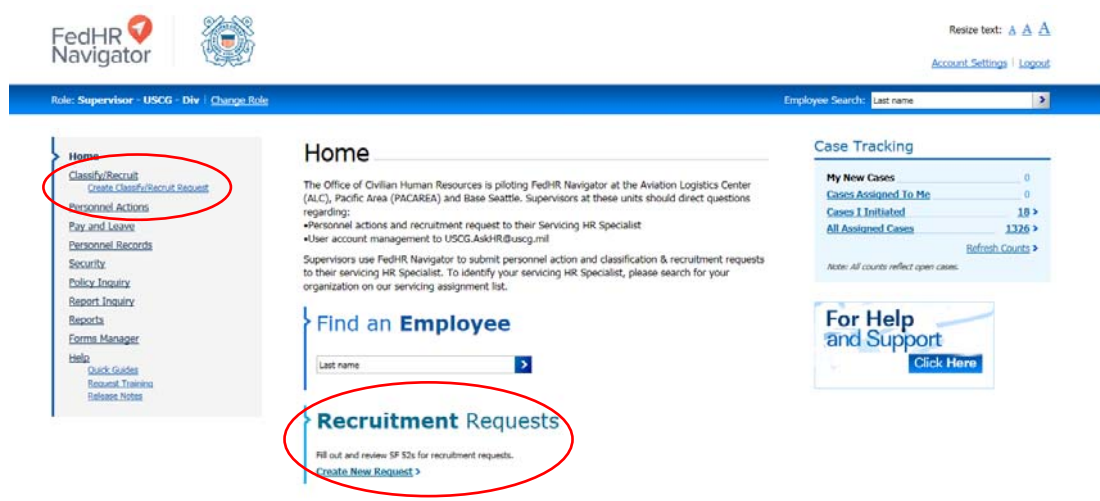 FedHR
Navigator
Resize text: A A A
Account Settings | Logout
Role: Supervisor - USCG - Div | Change Role
Employee Search: Last name
Home
Classify/Recruit
Create Classify/Recruit Request
Personnel Actions
Pay and Leave
Personnel Records
Security
Policy Inquiry
Report Inquiry
Reports
Forms Manager
Help
Quick Guides
Request Training
Release Notes
Home
The Office of Civilian Human Resources is piloting FedHR Navigator at the Aviation Logistics Center
(ALC), Pacific Area (PACAREA) and Base Seattle. Supervisors at these units should direct questions
regarding:
•Personnel actions and recruitment request to their Servicing HR Specialist
•User account management to USCG.AskHR@uscg.mil
Supervisors use FedHR Navigator to submit personnel action and classification & recruitment requests
to their servicing HR Specialist. To identify your servicing HR Specialist, please search for your
organization on our servicing assignment list.
Find an Employee
Last name
Recruitment Requests
Fill out and review SF 52s for recruitment requests.
Create New Request >
Case Tracking
My New Cases 0
Cases Assigned To Me 0
Cases I Initiated 18 >
All Assigned Cases 1326 >
Refresh Counts >
Note: All counts reflect open cases.
For Help
and Support
Click Here